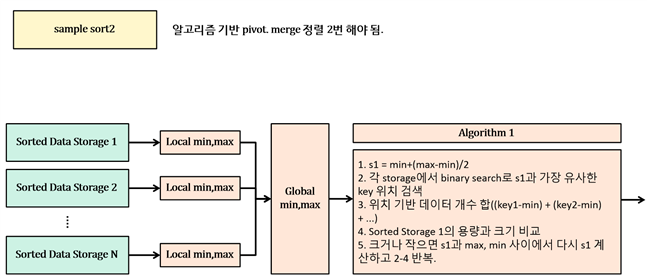 sample sort2
알고리즘 기반 pivot. merge 정렬 2번 해야 됨.
Sorted Data Storage 1
Local min,max
Sorted Data Storage 2
Local min,max
Sorted Data Storage N
Local min,max
Global
min,max
Algorithm 1
1. s1 = min+(max-min)/2
2. 각 storage에서 binary search로 s1과 가장 유사한
key 위치 검색
3. 위치 기반 데이터 개수 합((key1-min) + (key2-min)
+ ...)
4. Sorted Storage 1의 용량과 크기 비교
5. 크거나 작으면 s1과 max, min 사이에서 다시 s1 계
산하고 2-4 반복.